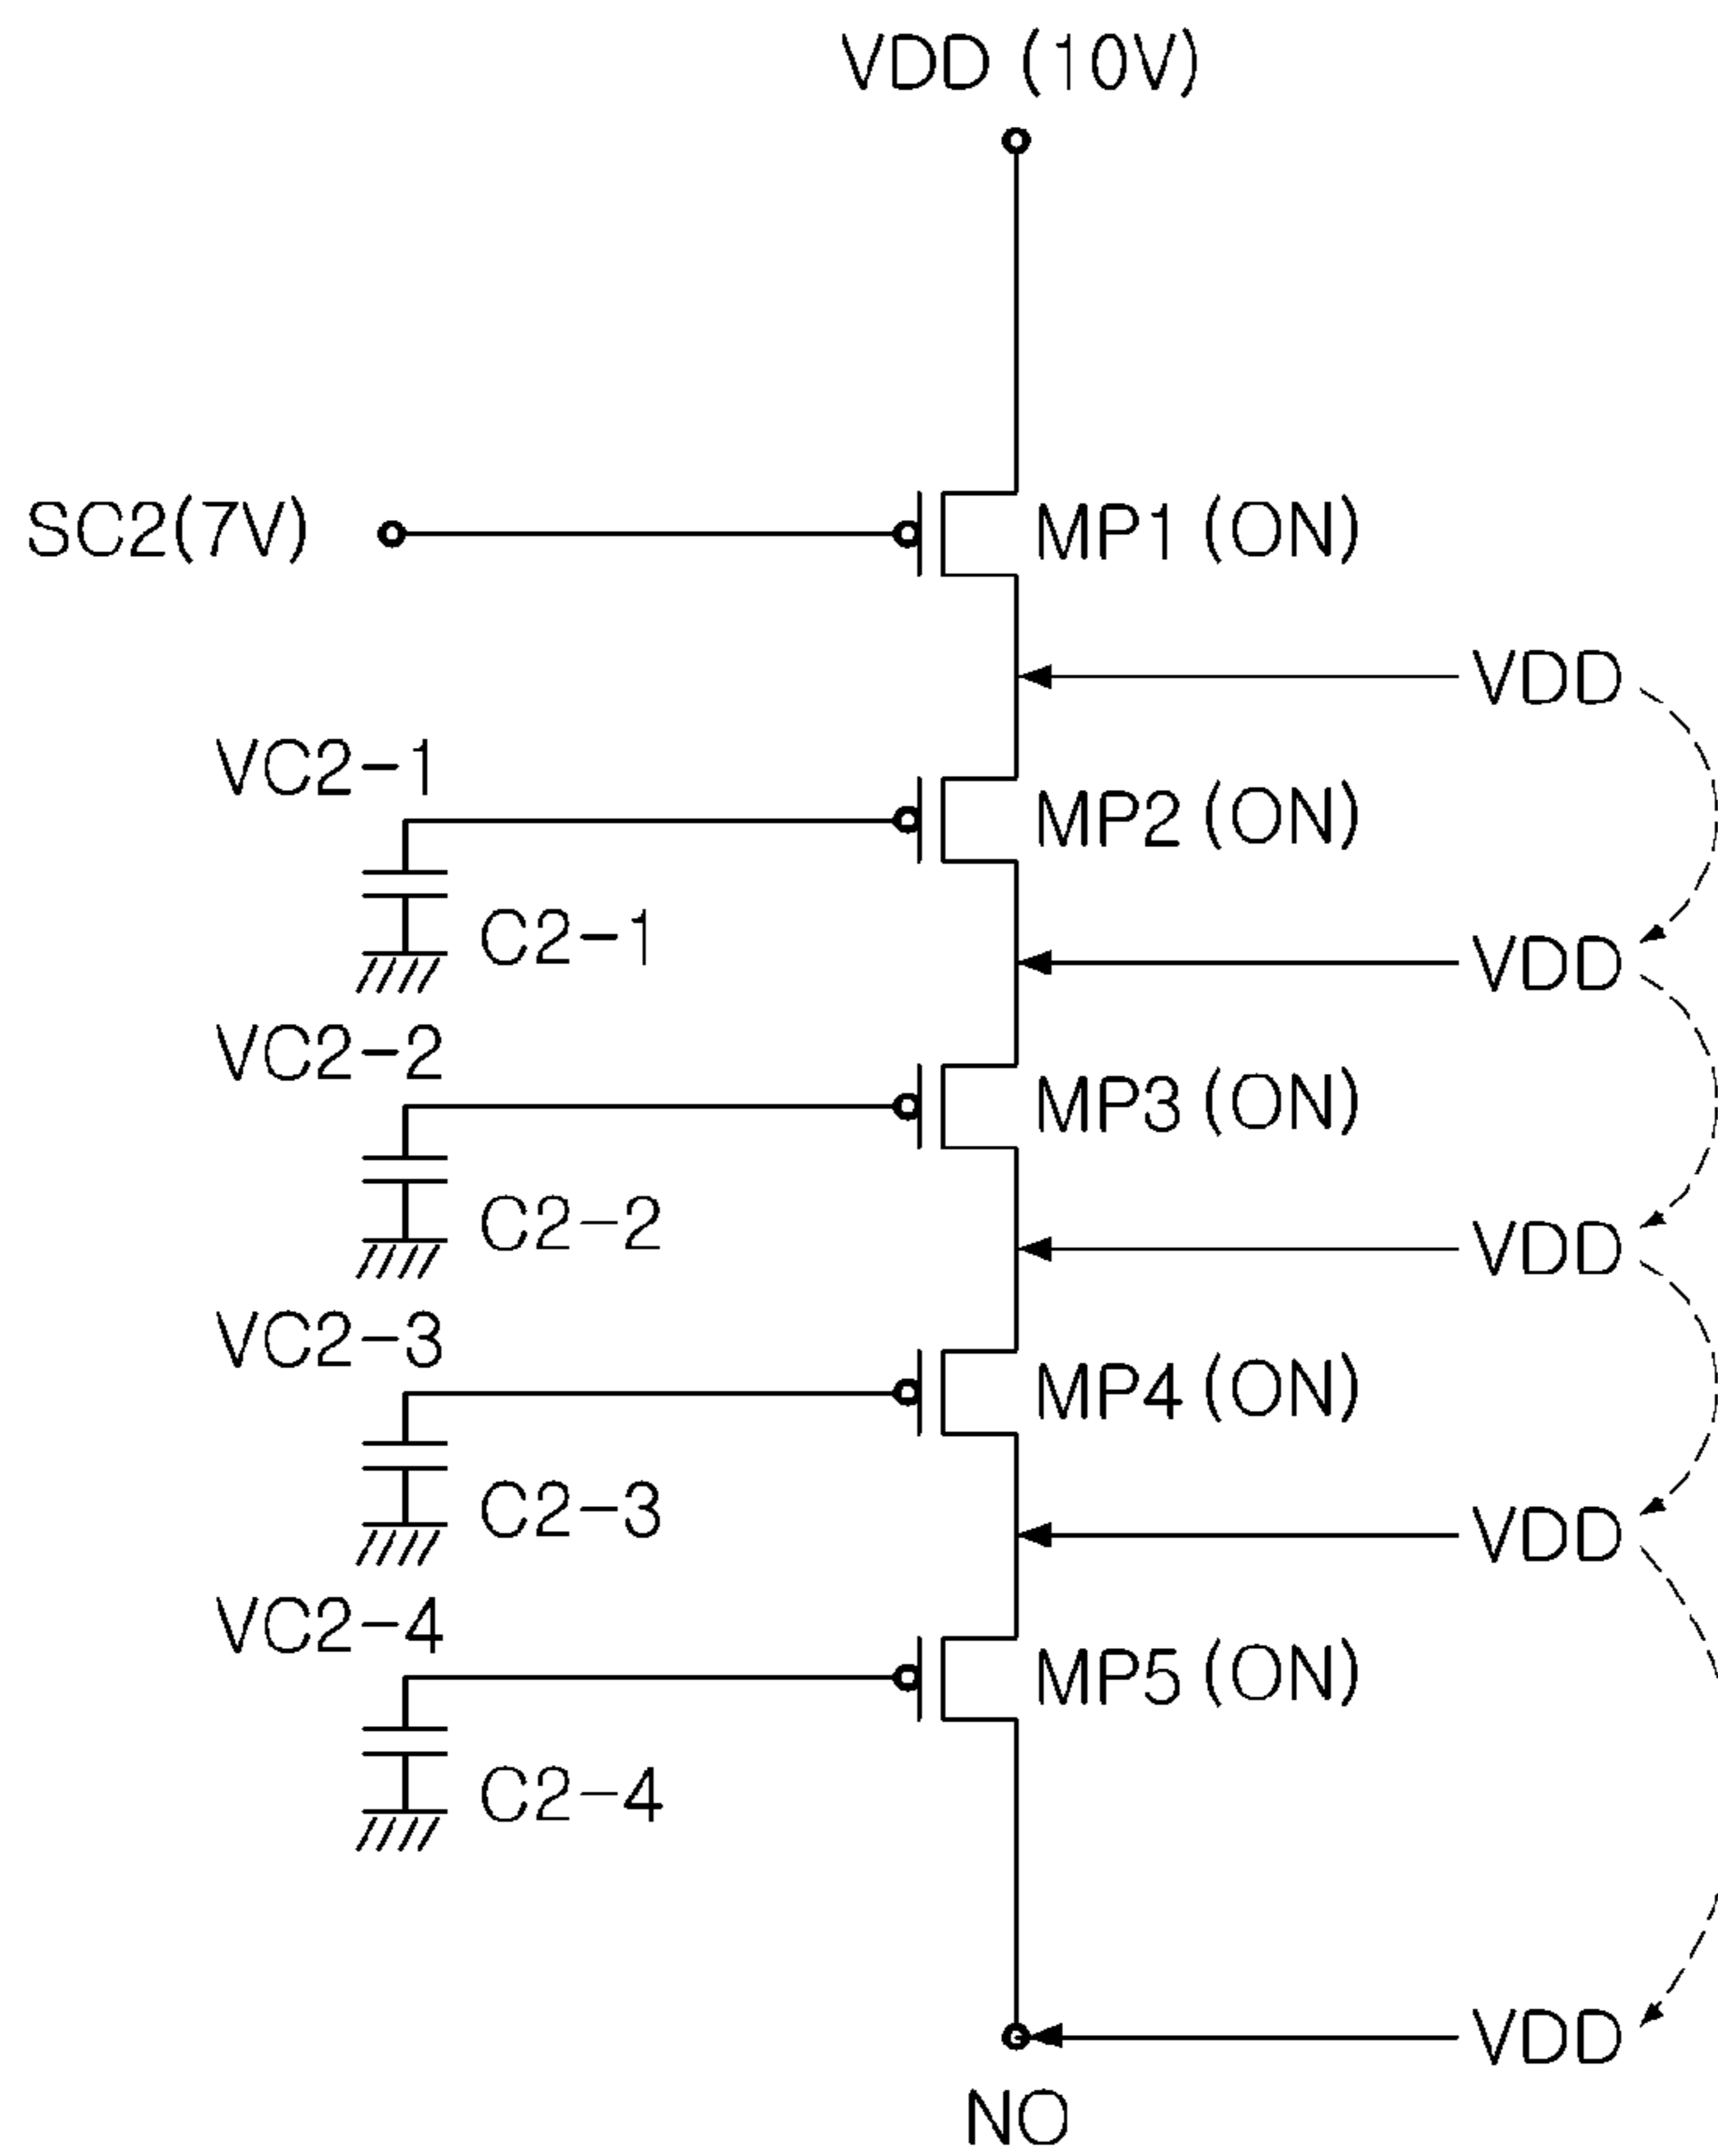 VDD (10V)
SC2(7V)
MP1 (ON)
VDD
VC2-1
MP2 (ON)
C2-1
VDD
VC2-2
MP3 (ON)
C2-2
VDD
VC2-3
MP4 (ON)
C2-3
VDD
VC2-4
MP5 (ON)
C2-4
VDD
NO